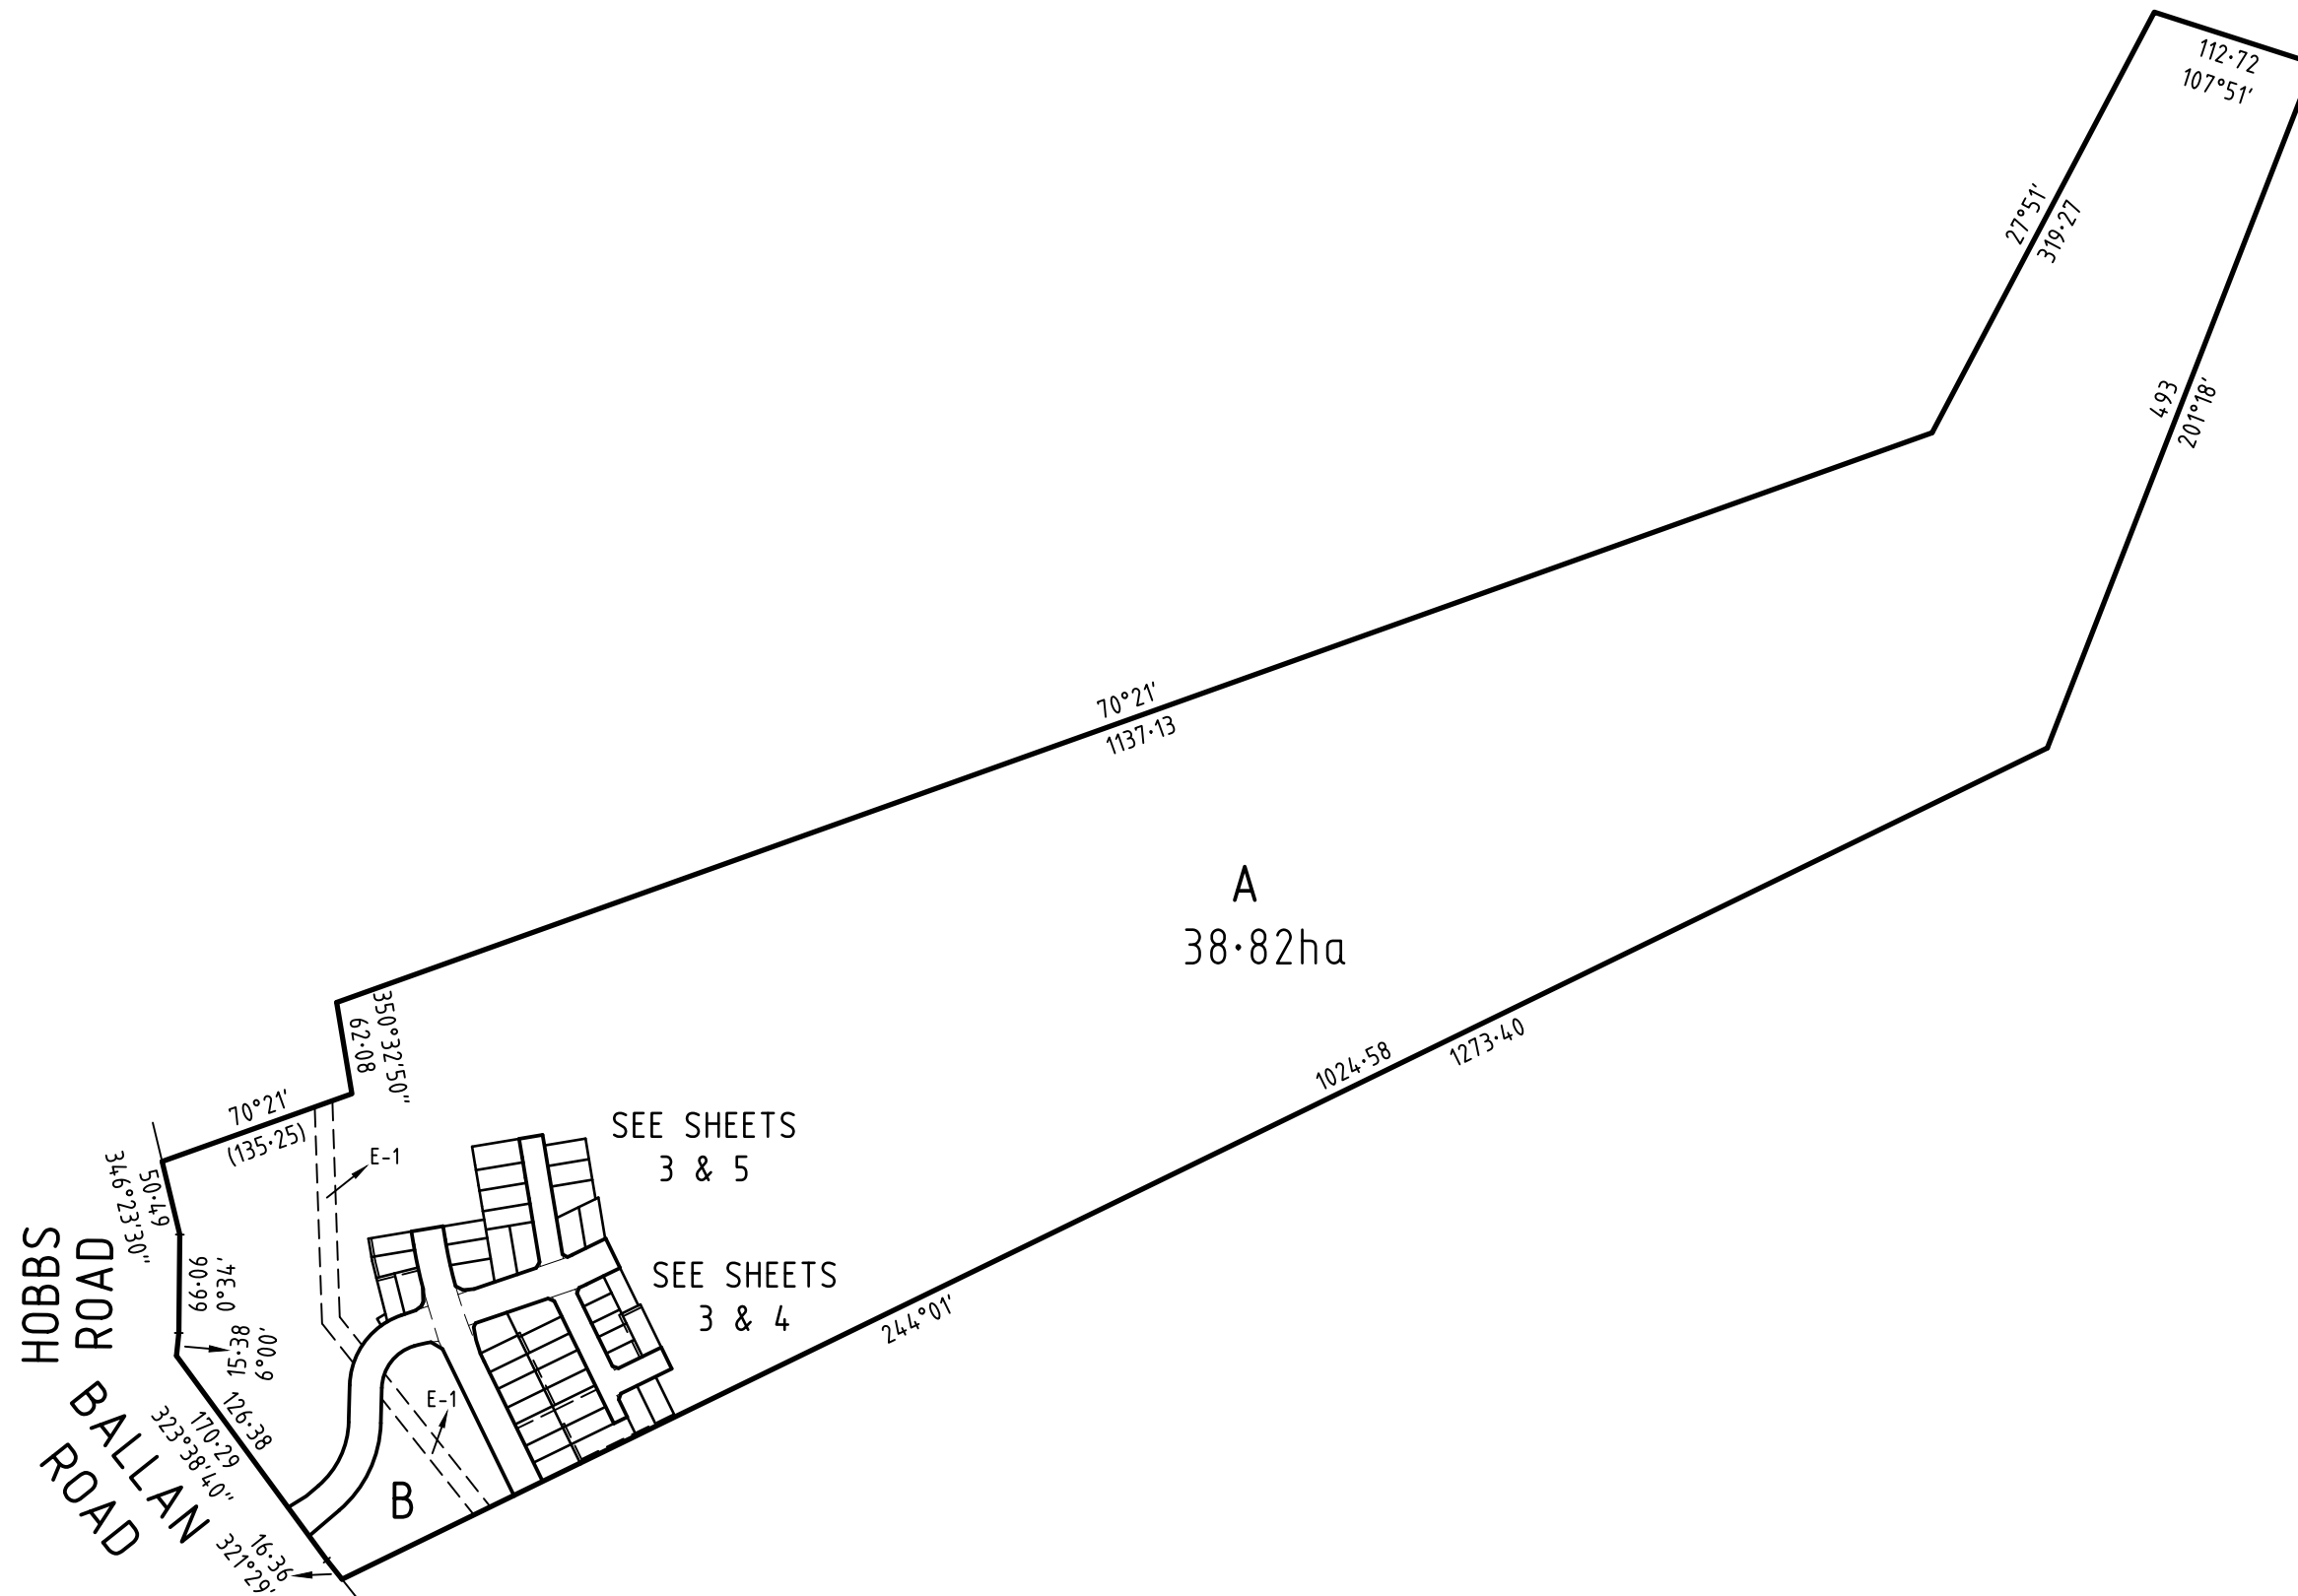 112·72
107°51'
27°51'
319·27
493
201°18'
70°21'
1137·13
A
38·82ha
1024·58
1273·40
244°01'
350°32'50"
62·08
70°21'
(135·25)
E-1
SEE SHEETS
3 & 5
SEE SHEETS
3 & 4
50·49
346°23'30"
HOBBS
ROAD
66·06
0°34'
15·38
6°00'
126·38
170·29
323°38'40"
BALLAN
ROAD
E-1
B
16·36
321°29'